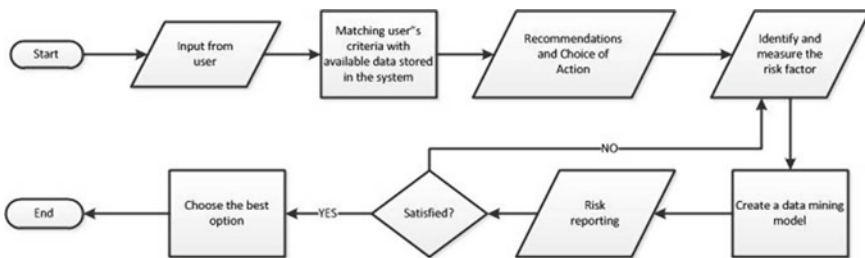 Start
Input from
user
Matching user"s
criteria with
available data stored
in the system
Recommendations
and Choice of
Action
Identify and
measure the
risk factor
NO
End
Choose the best
option
YES
Satisfied?
Risk
reporting
Create a data mining
model